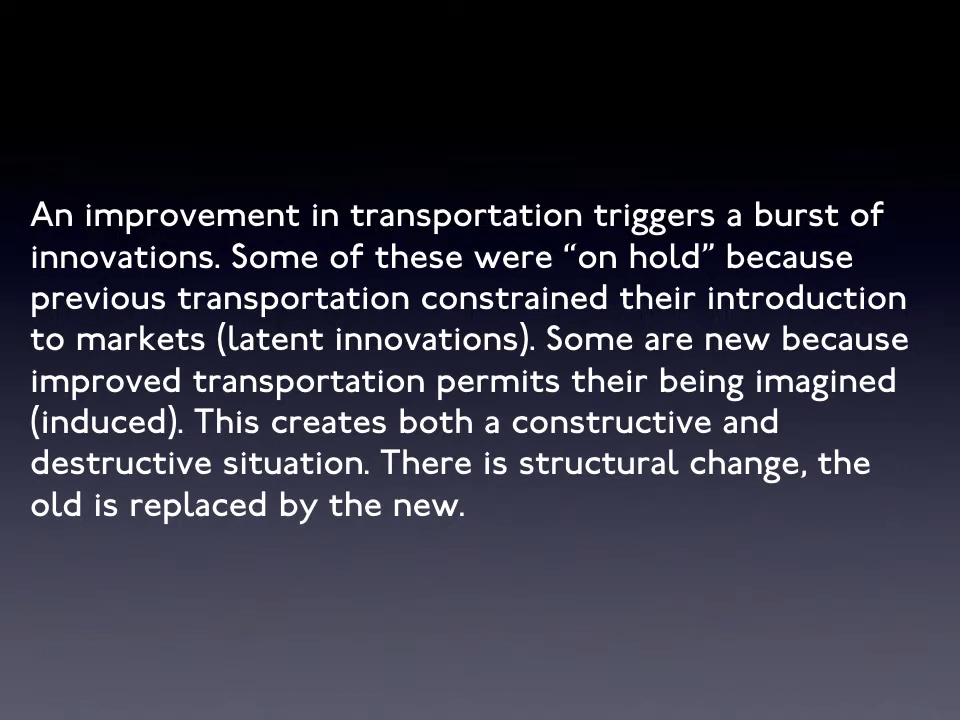 An improvement in transportation triggers a burst of
innovations. Some of these were “on hold” because
previous transportation constrained their introduction
to markets (latent innovations). Some are new because
improved transportation permits their being imagined
(induced). This creates both a constructive and
destructive situation. There is structural change, the
old is replaced by the new.